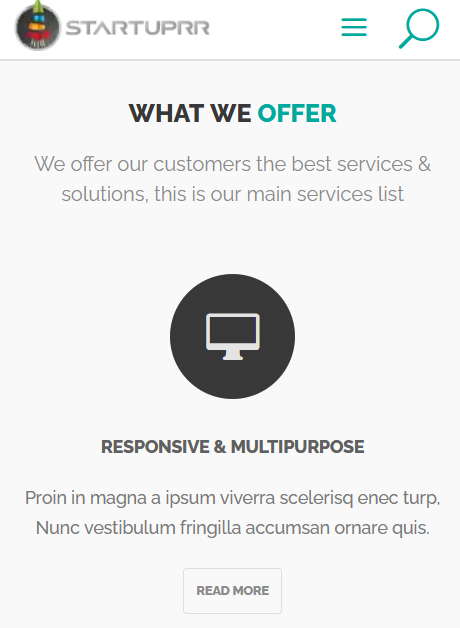 STARTUPRR
WHAT WE OFFER
We offer our customers the best services &
solutions, this is our main services list
RESPONSIVE & MULTIPURPOSE
Proin in magna a ipsum viverra scelerisq enec turp,
Nunc vestibulum fringilla accumsan ornare quis.
READ MORE